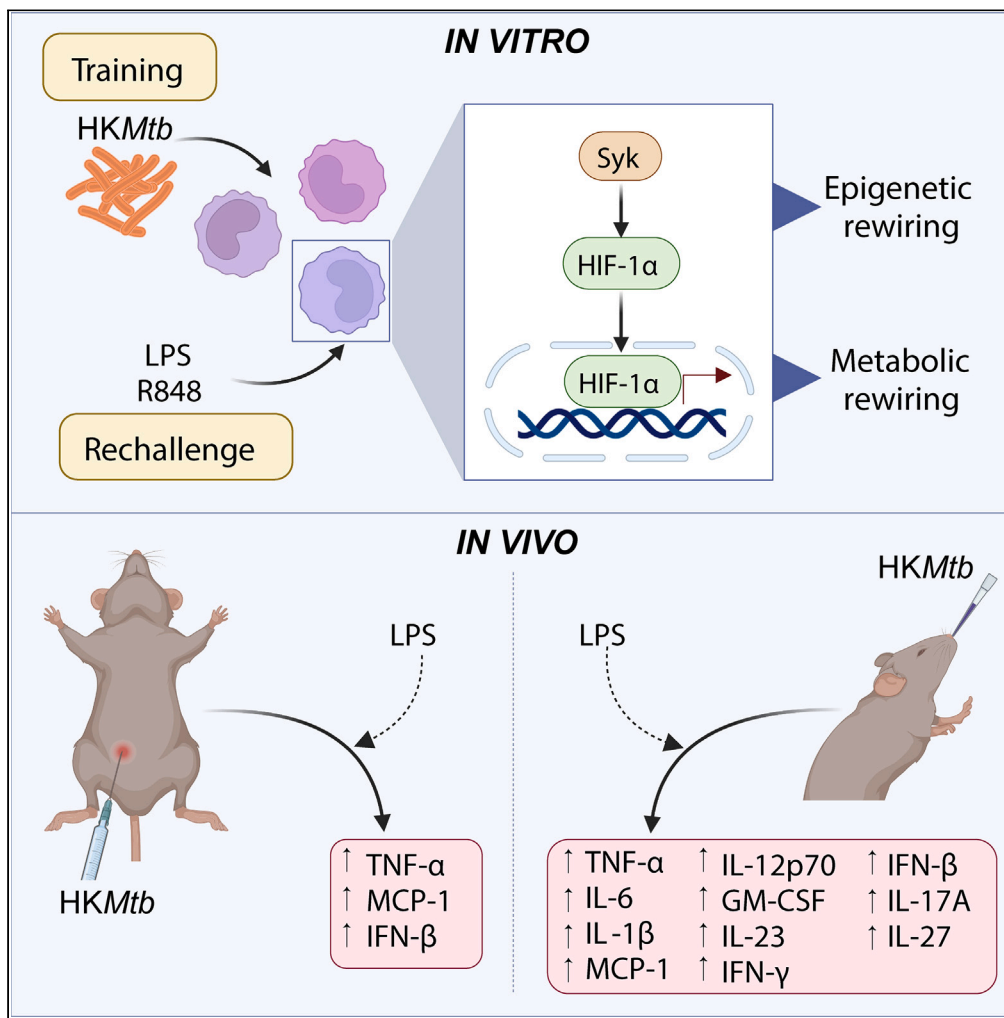 IN VITRO
Training
HKMtb
LPS
R848
Rechallenge
Syk
HIF-1α
HIF-1α
Epigenetic
rewiring
Metabolic
rewiring
IN VIVO
HKMtb
LPS
↑ TNF-α
↑ MCP-1
↑ IFN-β
HKMtb
LPS
↑ TNF-α
↑ IL-6
↑ IL-1β
↑ MCP-1
↑ IL-12p70
↑ GM-CSF
↑ IL-23
↑ IFN-γ
↑ IFN-β
↑ IL-17A
↑ IL-27